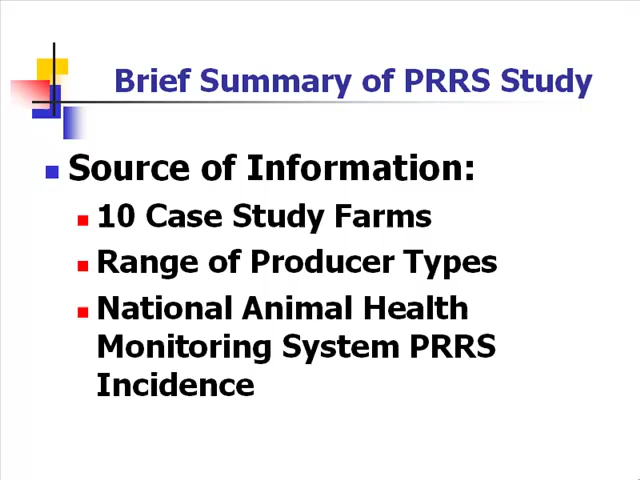 Brief Summary of PRRS Study
Source of Information:
10 Case Study Farms
Range of Producer Types
National Animal Health
Monitoring System PRRS
Incidence